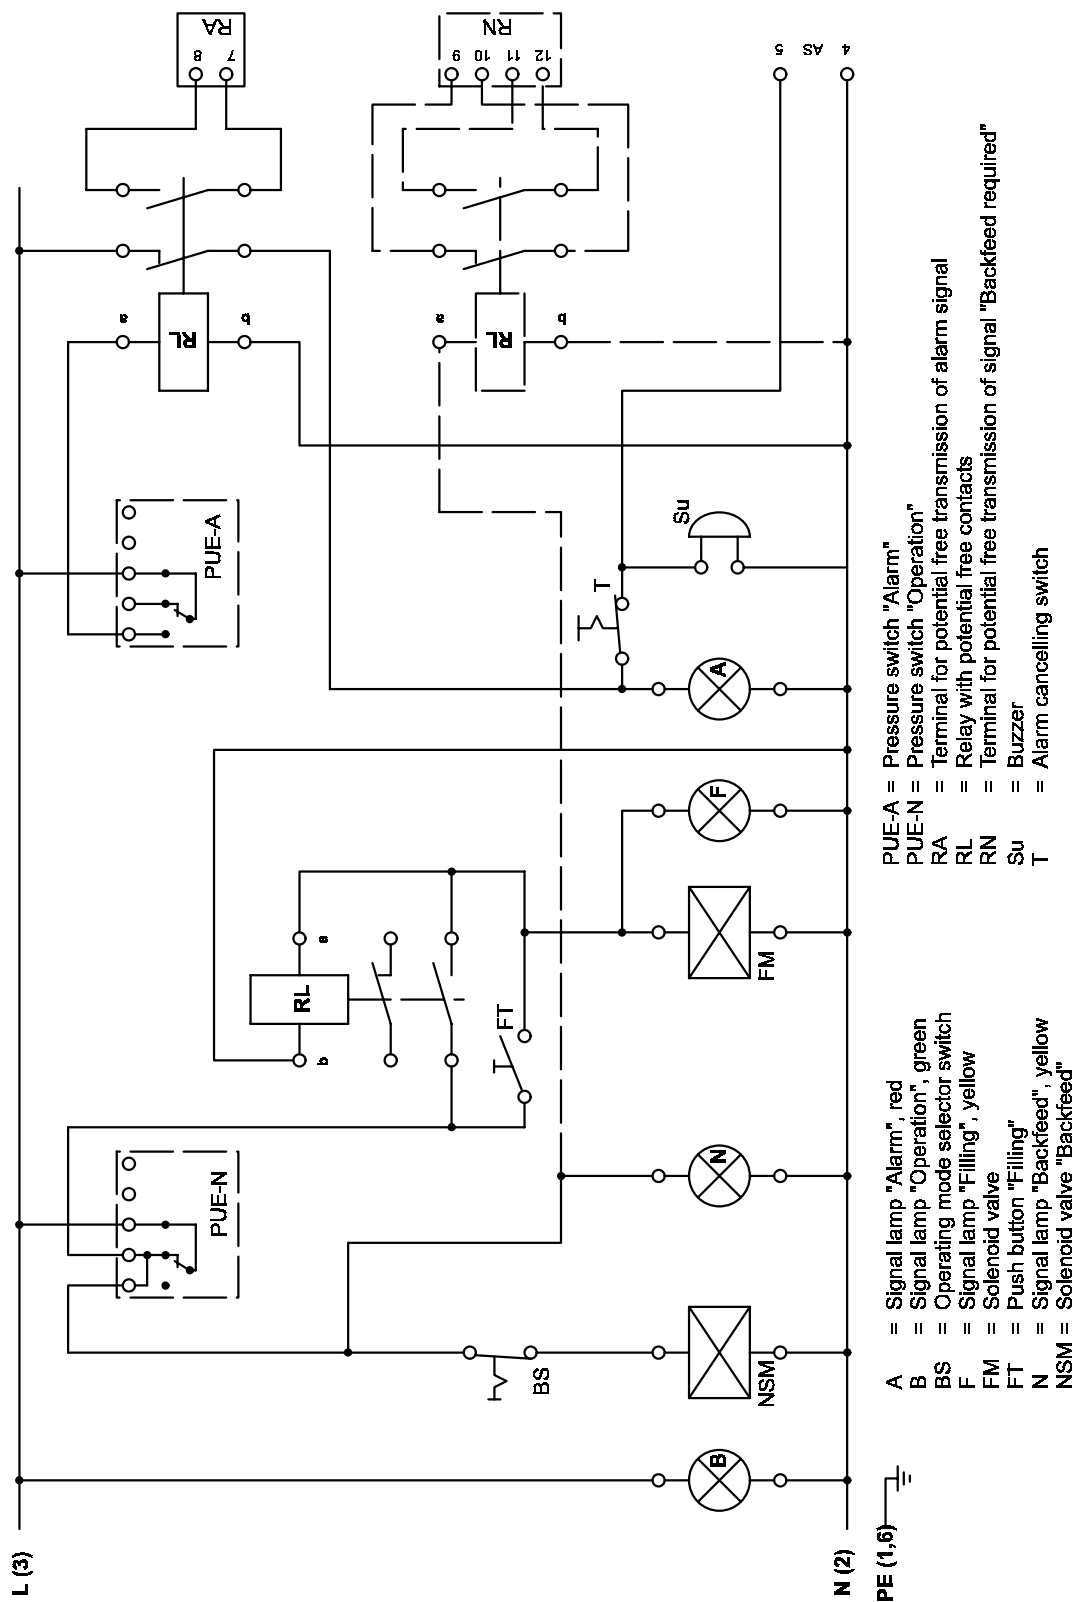 L (3)
N (2)
PE (1,6)
B
NSM
BS
N
PUE-N
RL
b
a
FT
FM
F
A
T
Su
PUE-A
RL
a
b
RL
a
b
RA
8
7
RN
9
10
11
12
5
AS
4
A = Signal lamp "Alarm", red
B = Signal lamp "Operation", green
BS = Operating mode selector switch
F = Signal lamp "Filling", yellow
FM = Solenoid valve
FT = Push button "Filling"
N = Signal lamp "Backfeed", yellow
NSM = Solenoid valve "Backfeed"
PUE-A = Pressure switch "Alarm"
PUE-N = Pressure switch "Operation"
RA = Terminal for potential free transmission of alarm signal
RL = Relay with potential free contacts
RN = Terminal for potential free transmission of signal "Backfeed required"
Su = Buzzer
T = Alarm cancelling switch